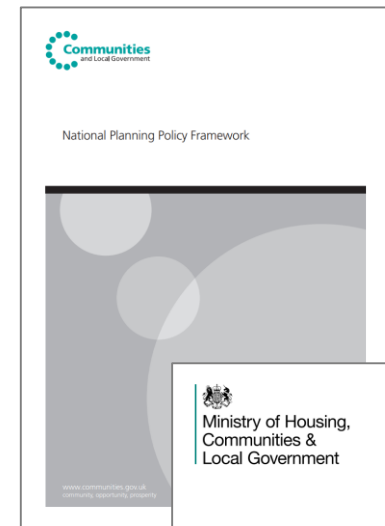 Communities
and Local Government
National Planning Policy Framework
Ministry of Housing,
Communities &
Local Government
www.communities.gov.uk
community, opportunity, prosperity